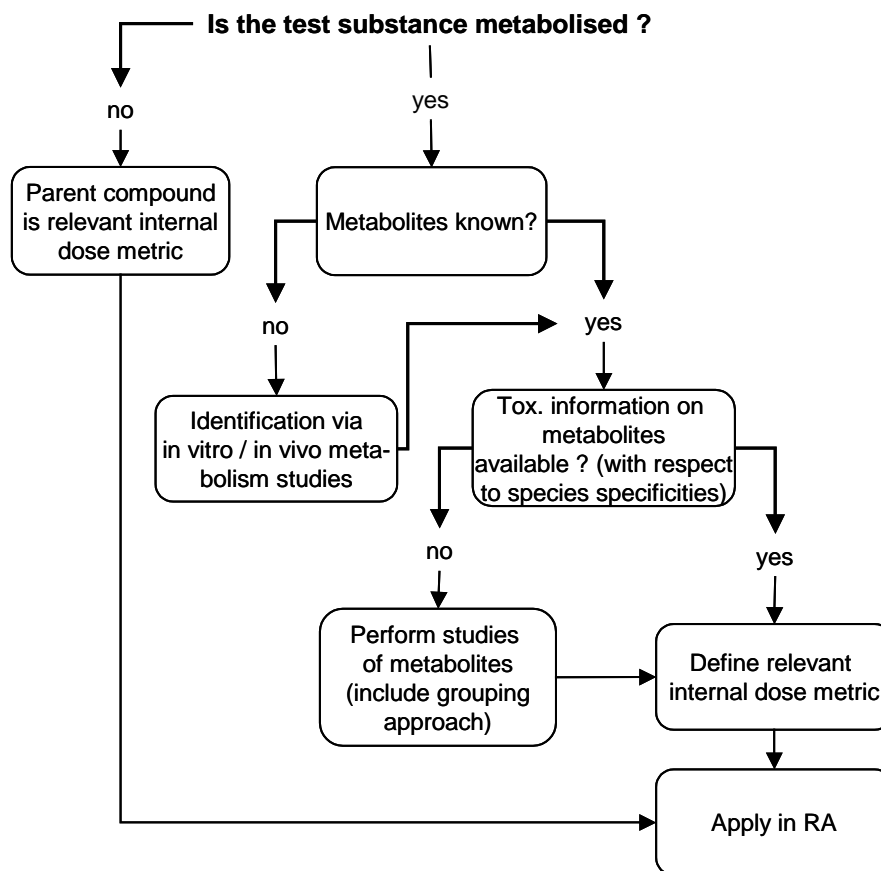 Is the test substance metabolised ?
no
yes
Parent compound
is relevant internal
dose metric
Metabolites known?
no
yes
Identification via
in vitro / in vivo meta-
bolism studies
Tox. information on
metabolites
available ? (with respect
to species specificities)
no
yes
Perform studies
of metabolites
(include grouping
approach)
Define relevant
internal dose metric
Apply in RA